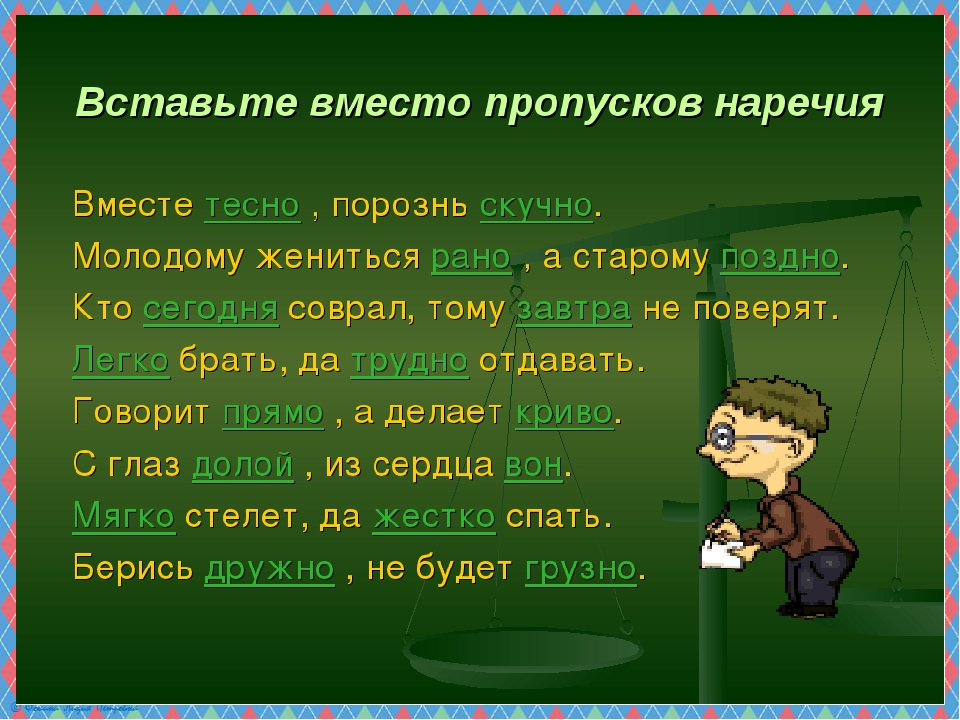 Вставьте вместо пропусков наречия
Вместе тесно , порознь скучно.
Молодому жениться рано , а старому поздно.
Кто сегодня соврал, тому завтра не поверят.
Легко брать, да трудно отдавать.
Говорит прямо , а делает криво.
С глаз долой , из сердца вон.
Мягко стелет, да жестко спать.
Берись дружно , не будет грузно.